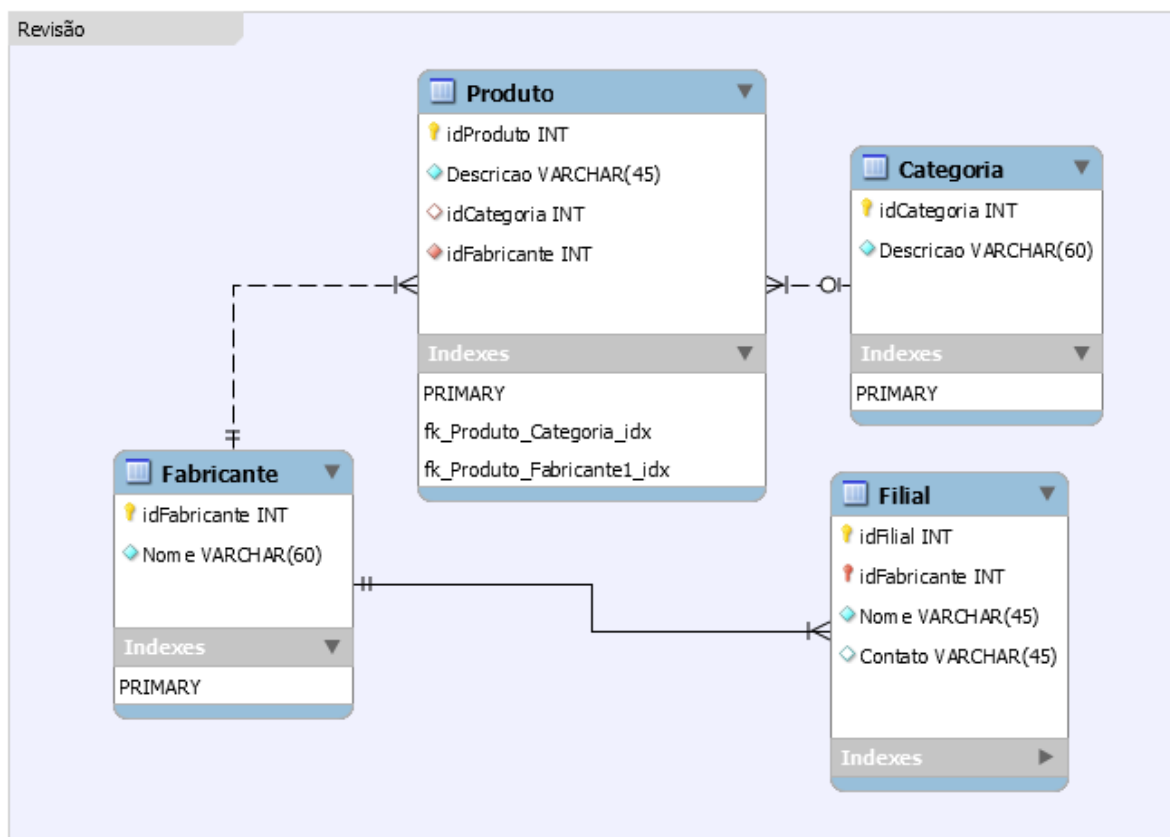 Revisão
Produto
idProduto INT
Descricao VARCHAR(45)
idCategoria INT
idFabricante INT
Indexes
PRIMARY
fk_Produto_Categoria_idx
fk_Produto_Fabricante1_idx
Categoria
idCategoria INT
Descricao VARCHAR(60)
Indexes
PRIMARY
Fabricante
idFabricante INT
Nome VARCHAR(60)
Indexes
PRIMARY
Filial
idFilial INT
idFabricante INT
Nome VARCHAR(45)
Contato VARCHAR(45)
Indexes